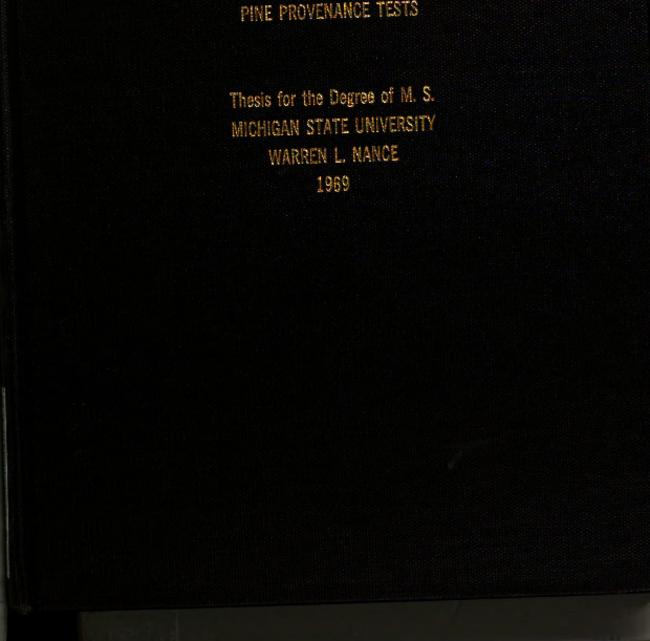 PINE PROVENANCE TESTS
Thesis for the Degree of M. S.
MICHIGAN STATE UNIVERSITY
WARREN L. NANCE
1969